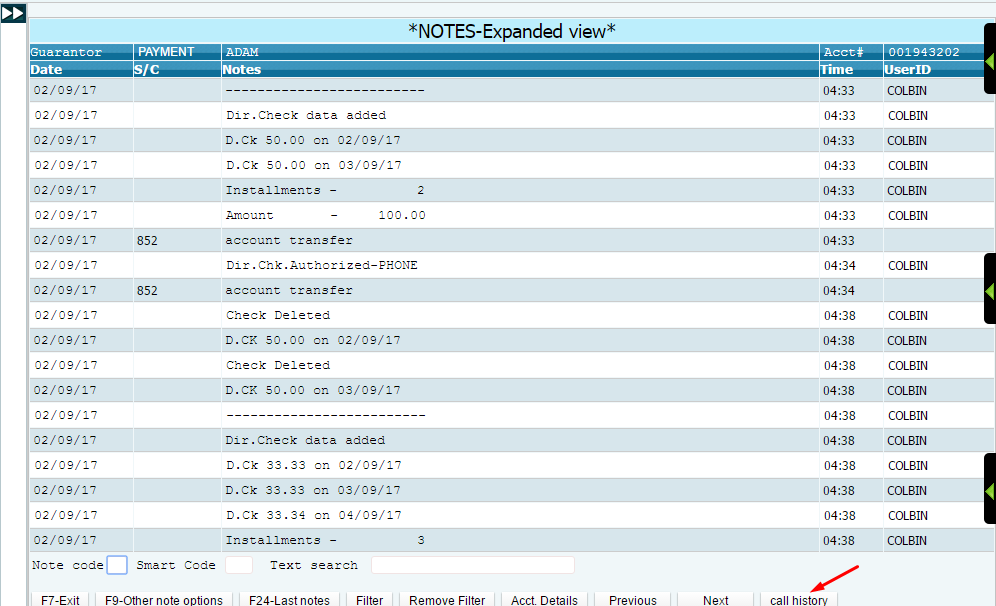 *NOTES-Expanded view*
Guarantor PAYMENT ADAM Acct# 001943202
Date S/C Notes Time UserID
02/09/17 ------------------------- 04:33 COLBIN
02/09/17 Dir.Check data added 04:33 COLBIN
02/09/17 D.Ck 50.00 on 02/09/17 04:33 COLBIN
02/09/17 D.Ck 50.00 on 03/09/17 04:33 COLBIN
02/09/17 Installments - 2 04:33 COLBIN
02/09/17 Amount - 100.00 04:33 COLBIN
02/09/17 852 account transfer 04:33
02/09/17 Dir.Chk.Authorized-PHONE 04:34 COLBIN
02/09/17 852 account transfer 04:34
02/09/17 Check Deleted 04:38 COLBIN
02/09/17 D.CK 50.00 on 02/09/17 04:38 COLBIN
02/09/17 Check Deleted 04:38 COLBIN
02/09/17 D.CK 50.00 on 03/09/17 04:38 COLBIN
02/09/17 ------------------------- 04:38 COLBIN
02/09/17 Dir.Check data added 04:38 COLBIN
02/09/17 D.Ck 33.33 on 02/09/17 04:38 COLBIN
02/09/17 D.Ck 33.33 on 03/09/17 04:38 COLBIN
02/09/17 D.Ck 33.34 on 04/09/17 04:38 COLBIN
02/09/17 Installments - 3 04:38 COLBIN
Note code Smart Code Text search
F7-Exit F9-Other note options F24-Last notes Filter Remove Filter Acct. Details Previous Next call history